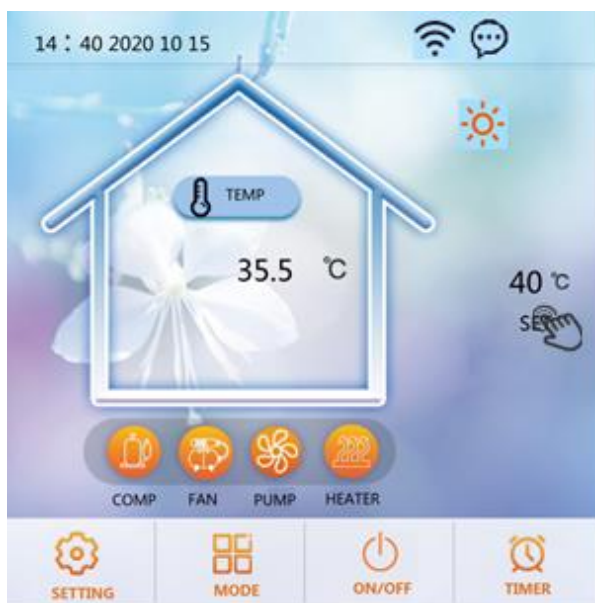 14：40 2020 10 15
TEMP
35.5 ℃
40 ℃
COMP FAN PUMP HEATER
SETTING MODE ON/OFF TIMER